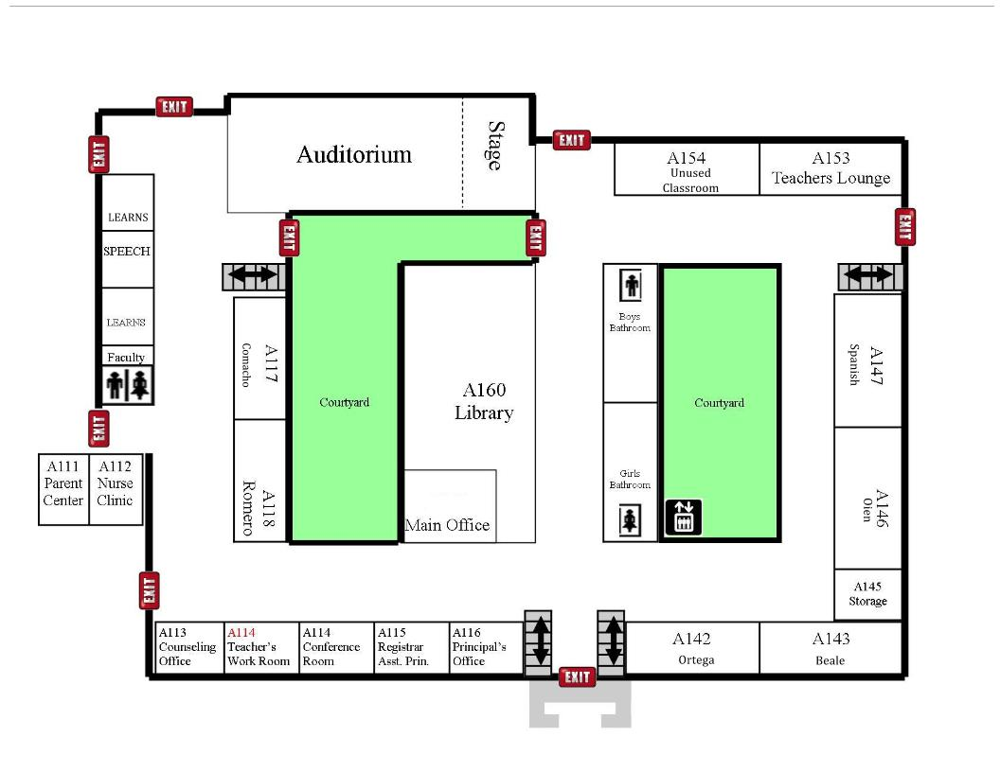 EXIT
EXIT
EXIT
Auditorium
Stage
A154
Unused
Classroom
A153
Teachers Lounge
LEARNS
SPEECH
LEARNS
Faculty
EXIT
EXIT
EXIT
EXIT
A111
Parent
Center
A112
Nurse
Clinic
A117
Comacho
A118
Romero
Courtyard
A160
Library
Main Office
Boys
Bathroom
Girls
Bathroom
Courtyard
A147
Spanish
A146
Oien
A145
Storage
EXIT
A113
Counseling
Office
A114
Teacher's
Work Room
A114
Conference
Room
A115
Registrar
Asst. Prin.
A116
Principal's
Office
EXIT
A142
Ortega
A143
Beale